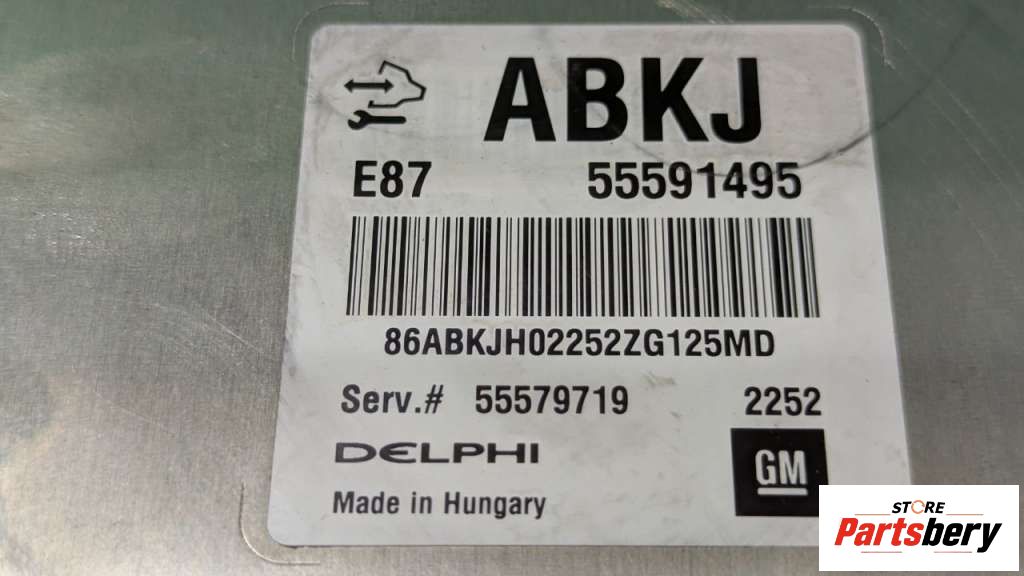 ABKJ
E87 55591495
86ABKJH02252ZG125MD
Serv.# 55579719 2252
DELPHI GM
Made in Hungary
STORE
Partsbery